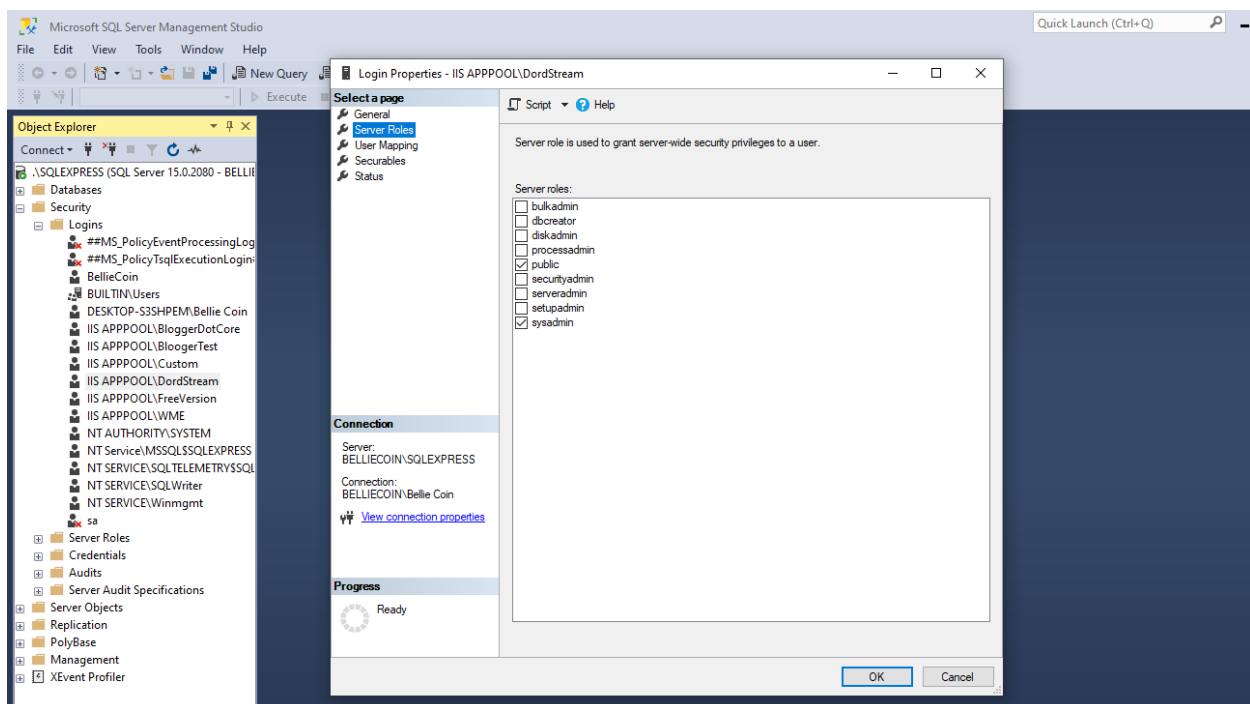 Microsoft SQL Server Management Studio
Quick Launch (Ctrl+Q)
File Edit View Tools Window Help
New Query
Execute
Object Explorer
Connect
.\SQLEXPRESS (SQL Server 15.0.2080 - BELLIE
Databases
Security
Logins
##MS_PolicyEventProcessingLog
##MS_PolicyTsqlExecutionLogin
BellieCoin
BUILTIN\Users
DESKTOP-S3SHPEM\Bellie Coin
IIS APPPOOL\BloggerDotCore
IIS APPPOOL\BloogerTest
IIS APPPOOL\Custom
IIS APPPOOL\DordStream
IIS APPPOOL\FreeVersion
IIS APPPOOL\WME
NT AUTHORITY\SYSTEM
NT Service\MSSQL$SQLEXPRESS
NT SERVICE\SQLTELEMETRY$SQL
NT SERVICE\SQLWriter
NT SERVICE\Winmgmt
sa
Server Roles
Credentials
Audits
Server Audit Specifications
Server Objects
Replication
PolyBase
Management
XEvent Profiler
Login Properties - IIS APPPOOL\DordStream
Select a page
General
Server Roles
User Mapping
Securables
Status
Connection
Server:
BELLIECOIN\SQLEXPRESS
Connection:
BELLIECOIN\Bellie Coin
View connection properties
Progress
Ready
Script Help
Server role is used to grant server-wide security privileges to a user.
Server roles:
bulkadmin
dbcreator
diskadmin
processadmin
public
securityadmin
serveradmin
setupadmin
sysadmin
OK Cancel